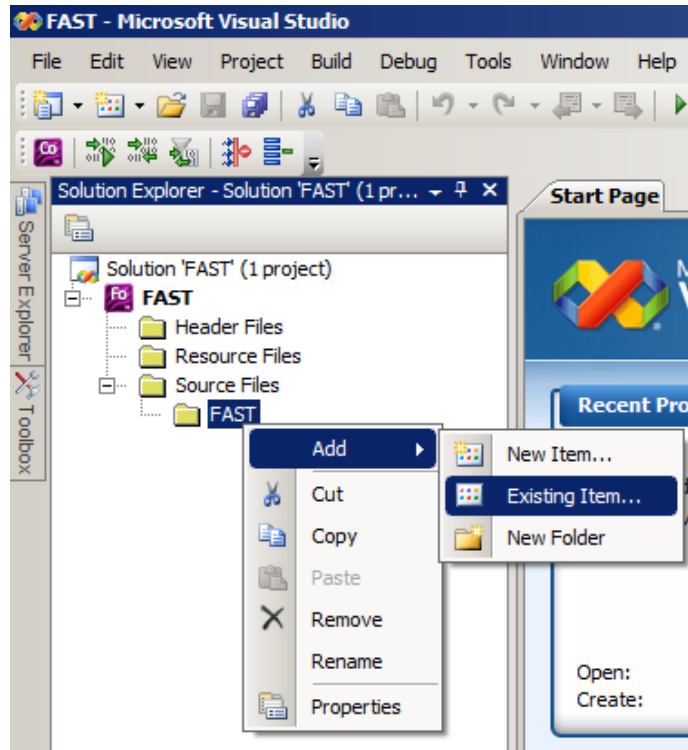 FAST - Microsoft Visual Studio
File Edit View Project Build Debug Tools Window Help
Solution Explorer - Solution 'FAST' (1 pr...
Start Page
Server Explorer
Toolbox
Solution 'FAST' (1 project)
FAST
Header Files
Resource Files
Source Files
FAST
Recent Pro
Add
Cut
Copy
Paste
Remove
Rename
Properties
New Item...
Existing Item...
New Folder
Open:
Create: